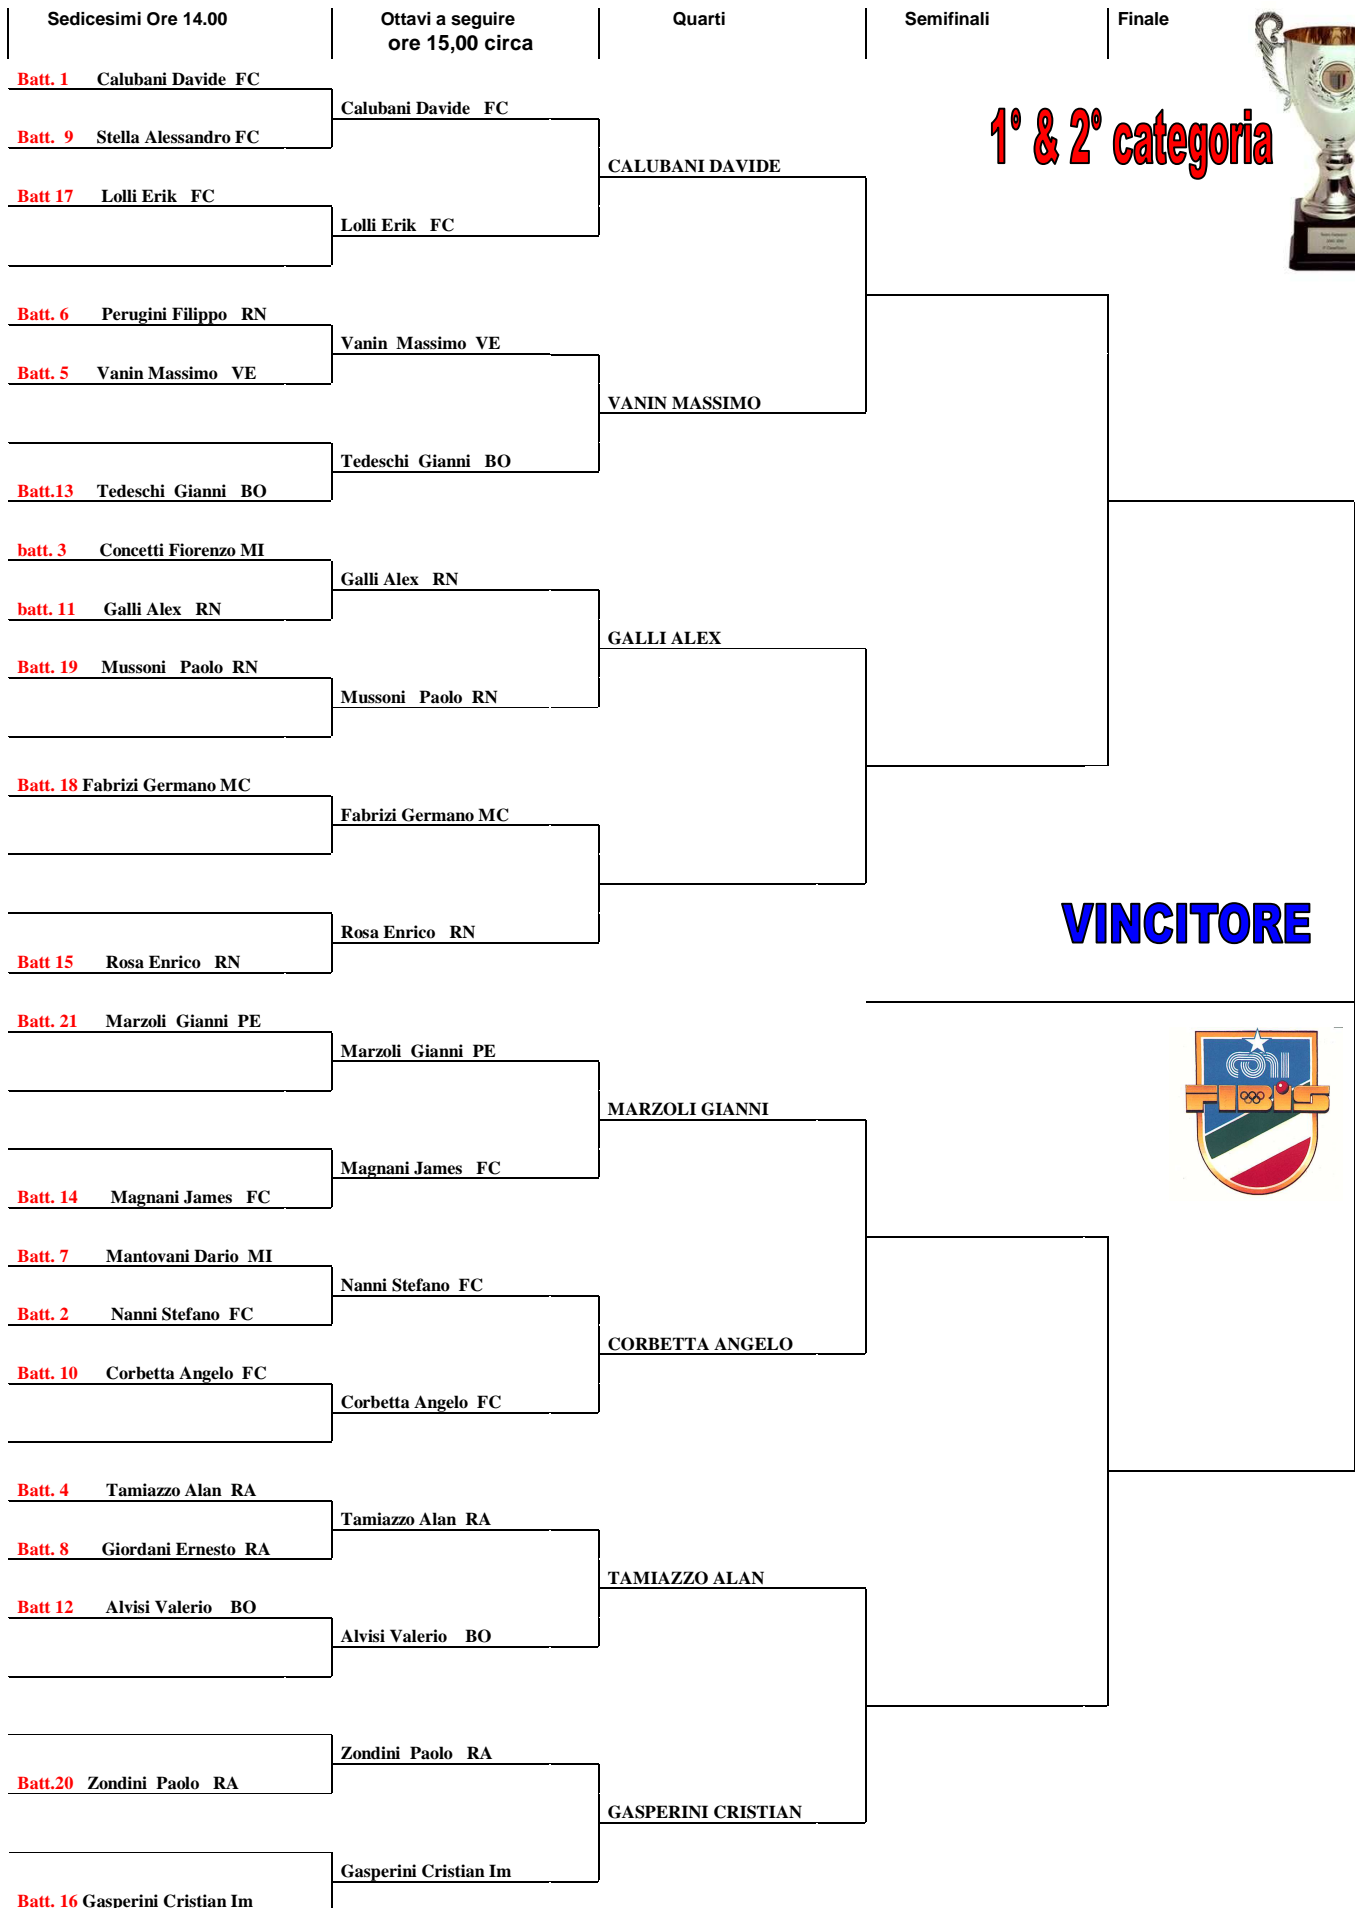 Sedicesimi Ore 14.00
Ottavi a seguire
ore 15,00 circa
Quarti
Semifinali
Finale
1° & 2° categoria
Batt. 1 Calubani Davide FC
Calubani Davide FC
Batt. 9 Stella Alessandro FC
CALUBANI DAVIDE
Batt 17 Lolli Erik FC
Lolli Erik FC
Batt. 6 Perugini Filippo RN
Vanin Massimo VE
Batt. 5 Vanin Massimo VE
VANIN MASSIMO
Tedeschi Gianni BO
Batt.13 Tedeschi Gianni BO
batt. 3 Concetti Fiorenzo MI
Galli Alex RN
batt. 11 Galli Alex RN
GALLI ALEX
Batt. 19 Mussoni Paolo RN
Mussoni Paolo RN
Batt. 18 Fabrizi Germano MC
Fabrizi Germano MC
VINCITORE
Rosa Enrico RN
Batt 15 Rosa Enrico RN
Batt. 21 Marzoli Gianni PE
Marzoli Gianni PE
CONI
FIBiS
MARZOLI GIANNI
Magnani James FC
Batt. 14 Magnani James FC
Batt. 7 Mantovani Dario MI
Nanni Stefano FC
Batt. 2 Nanni Stefano FC
CORBETTA ANGELO
Batt. 10 Corbetta Angelo FC
Corbetta Angelo FC
Batt. 4 Tamiazzo Alan RA
Tamiazzo Alan RA
Batt. 8 Giordani Ernesto RA
TAMIAZZO ALAN
Batt 12 Alvisi Valerio BO
Alvisi Valerio BO
Zondini Paolo RA
Batt.20 Zondini Paolo RA
GASPERINI CRISTIAN
Gasperini Cristian Im
Batt. 16 Gasperini Cristian Im